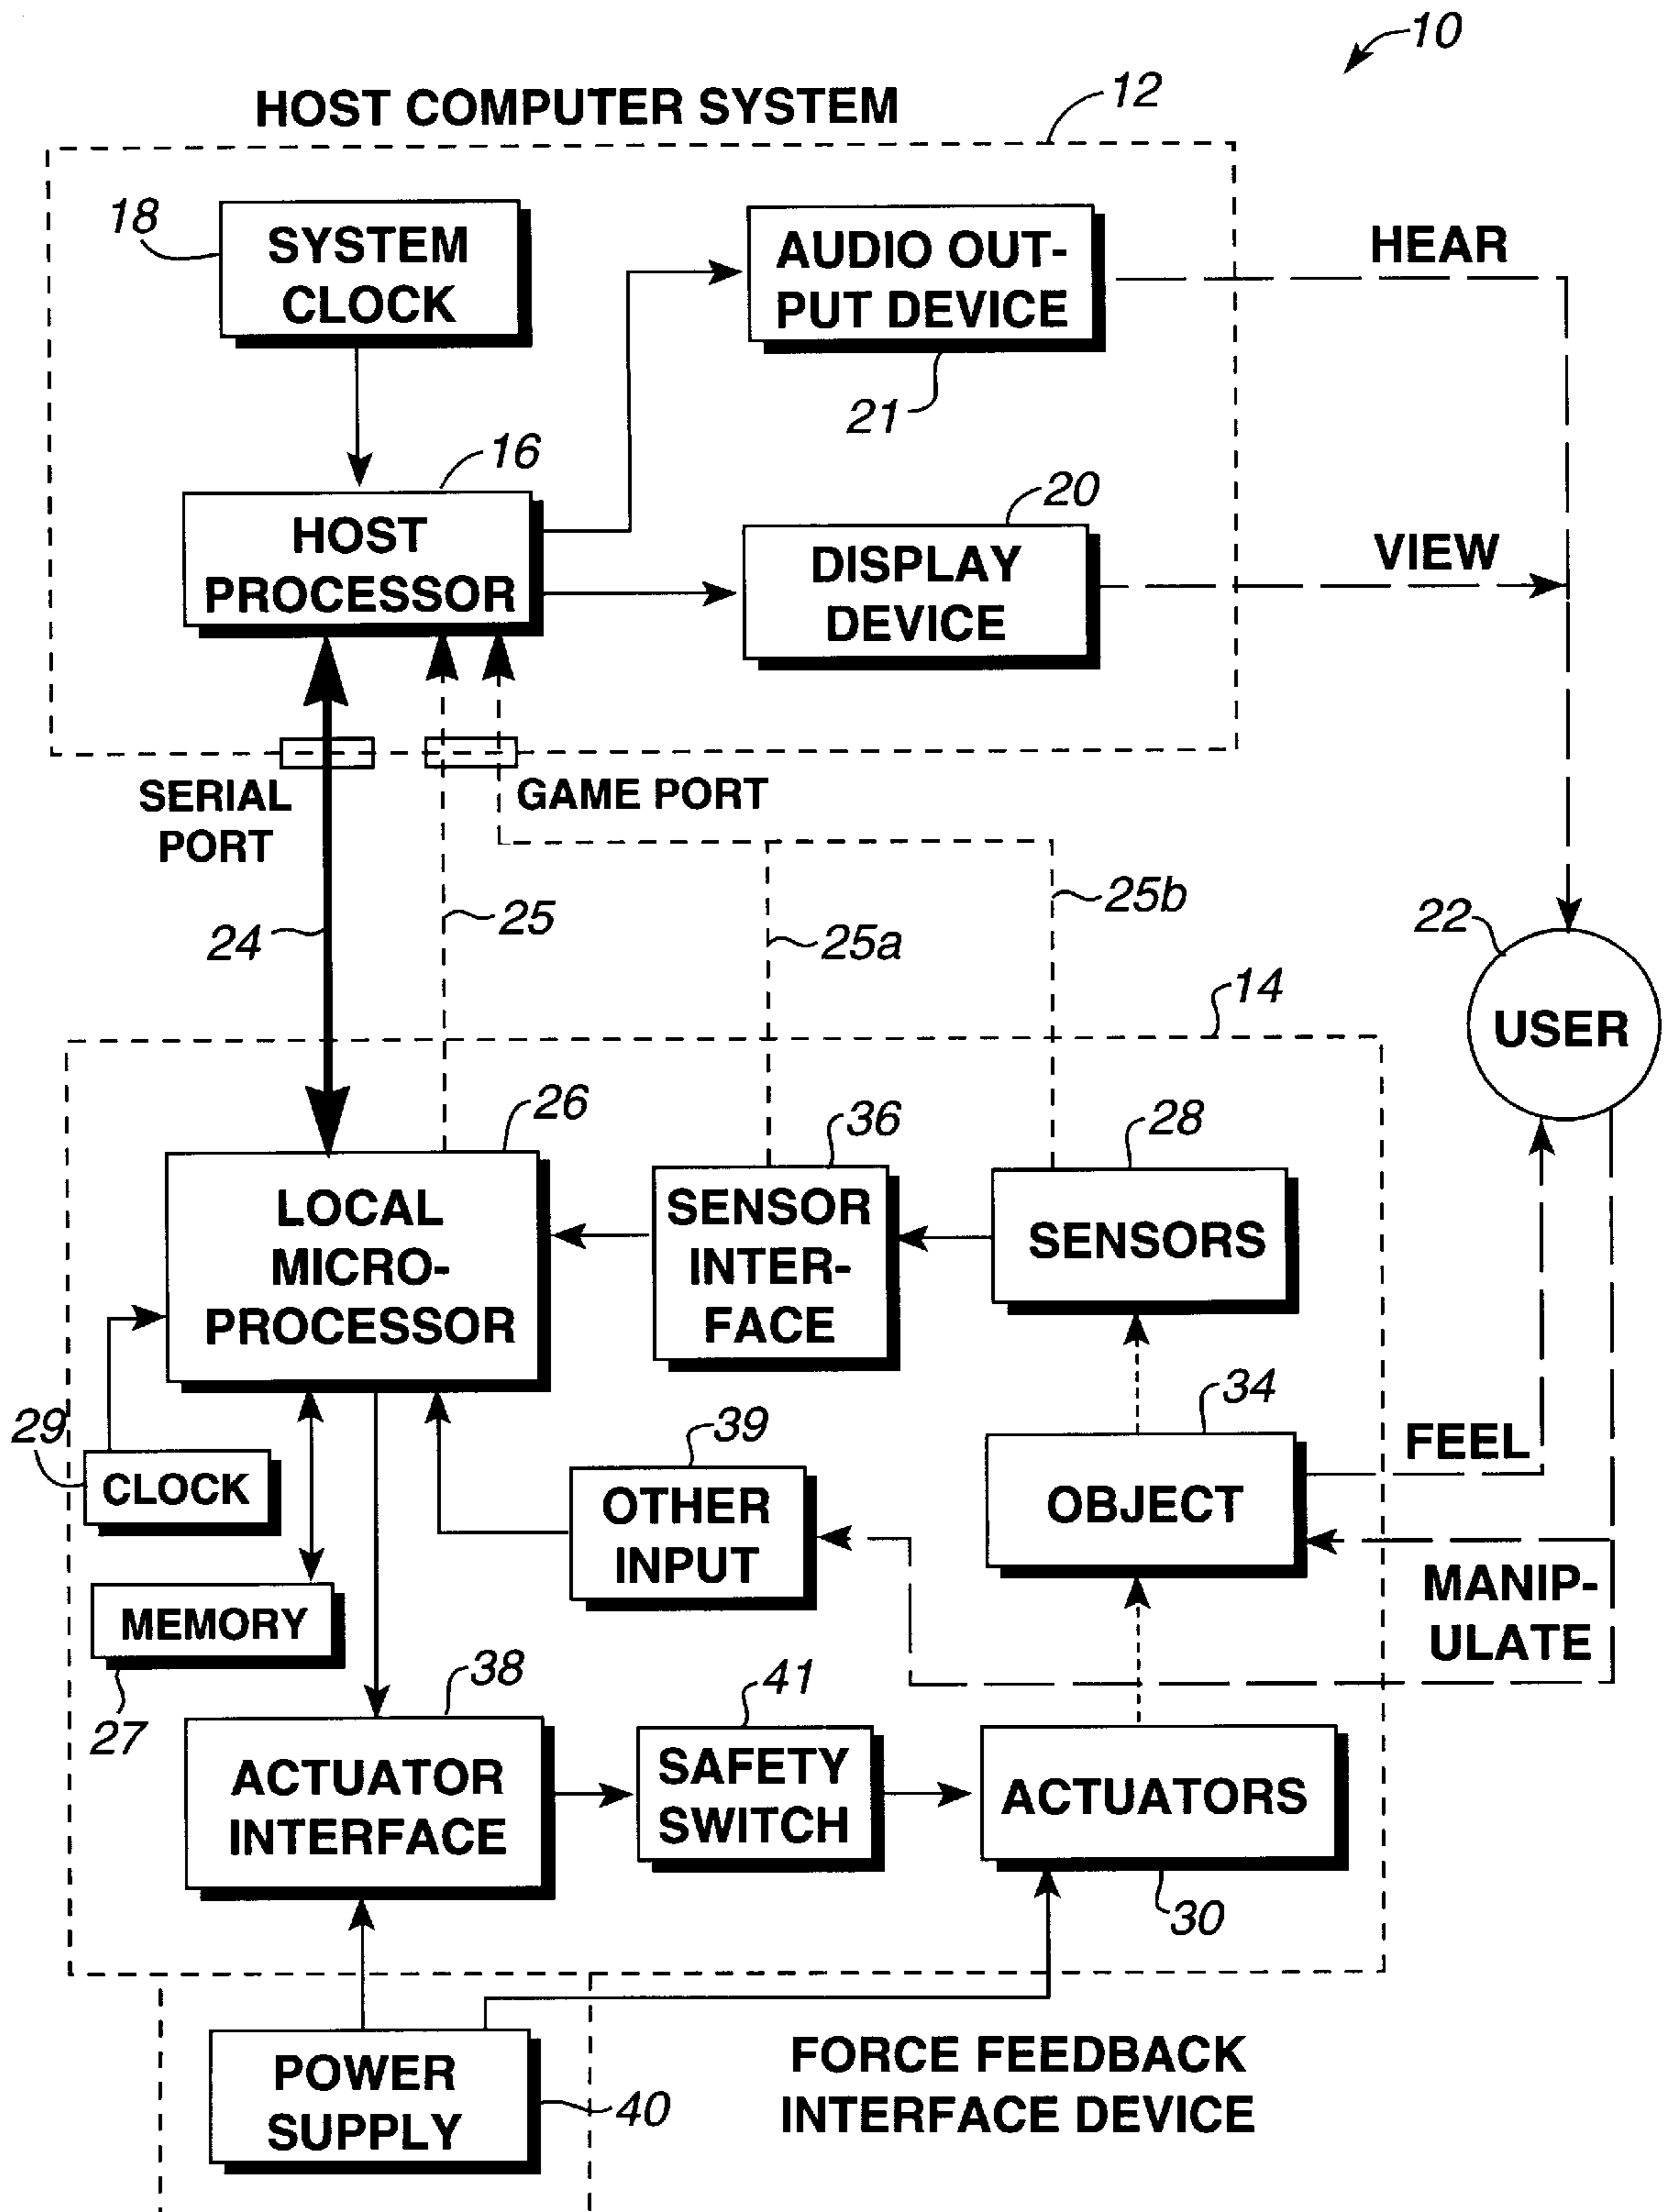 10
HOST COMPUTER SYSTEM
12
18
SYSTEM
CLOCK
AUDIO OUT-
PUT DEVICE
21
HEAR
16
HOST
PROCESSOR
20
DISPLAY
DEVICE
VIEW
SERIAL
PORT
GAME PORT
24
25
25a
25b
22
USER
14
26
LOCAL
MICRO-
PROCESSOR
36
SENSOR
INTER-
FACE
28
SENSORS
29
CLOCK
39
OTHER
INPUT
34
OBJECT
FEEL
MANIP-
ULATE
MEMORY
27
38
ACTUATOR
INTERFACE
41
SAFETY
SWITCH
ACTUATORS
30
POWER
SUPPLY
40
FORCE FEEDBACK
INTERFACE DEVICE